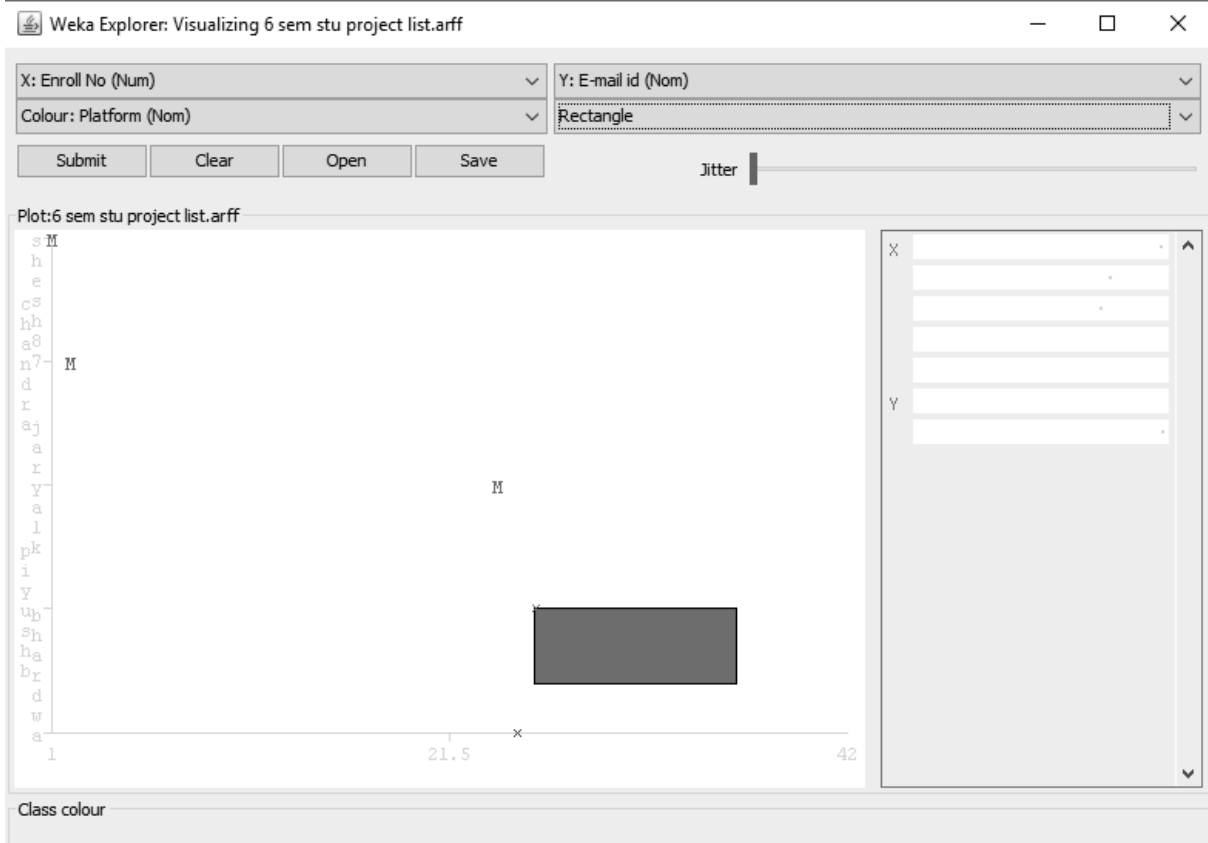 Weka Explorer: Visualizing 6 sem stu project list.arff
X: Enroll No (Num)
Y: E-mail id (Nom)
Colour: Platform (Nom)
Rectangle
Submit
Clear
Open
Save
Jitter
Plot:6 sem stu project list.arff
M
M
M
x
x
1
21.5
42
X
Y
Class colour